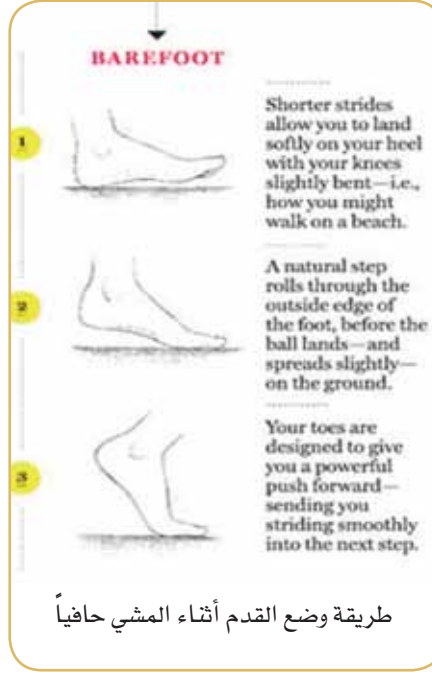 BAREFOOT
1
Shorter strides
allow you to land
softly on your heel
with your knees
slightly bent—i.e.,
how you might
walk on a beach.
2
A natural step
rolls through the
outside edge of
the foot, before the
ball lands—and
spreads slightly—
on the ground.
3
Your toes are
designed to give
you a powerful
push forward—
sending you
striding smoothly
into the next step.
طريقة وضع القدم أثناء المشي حافياً